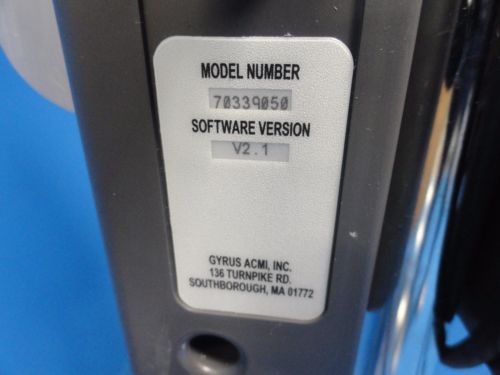 MODEL NUMBER
70339050
SOFTWARE VERSION
V2.1
GYRUS ACMI, INC.
136 TURNPIKE RD.
SOUTHBOROUGH, MA 01772